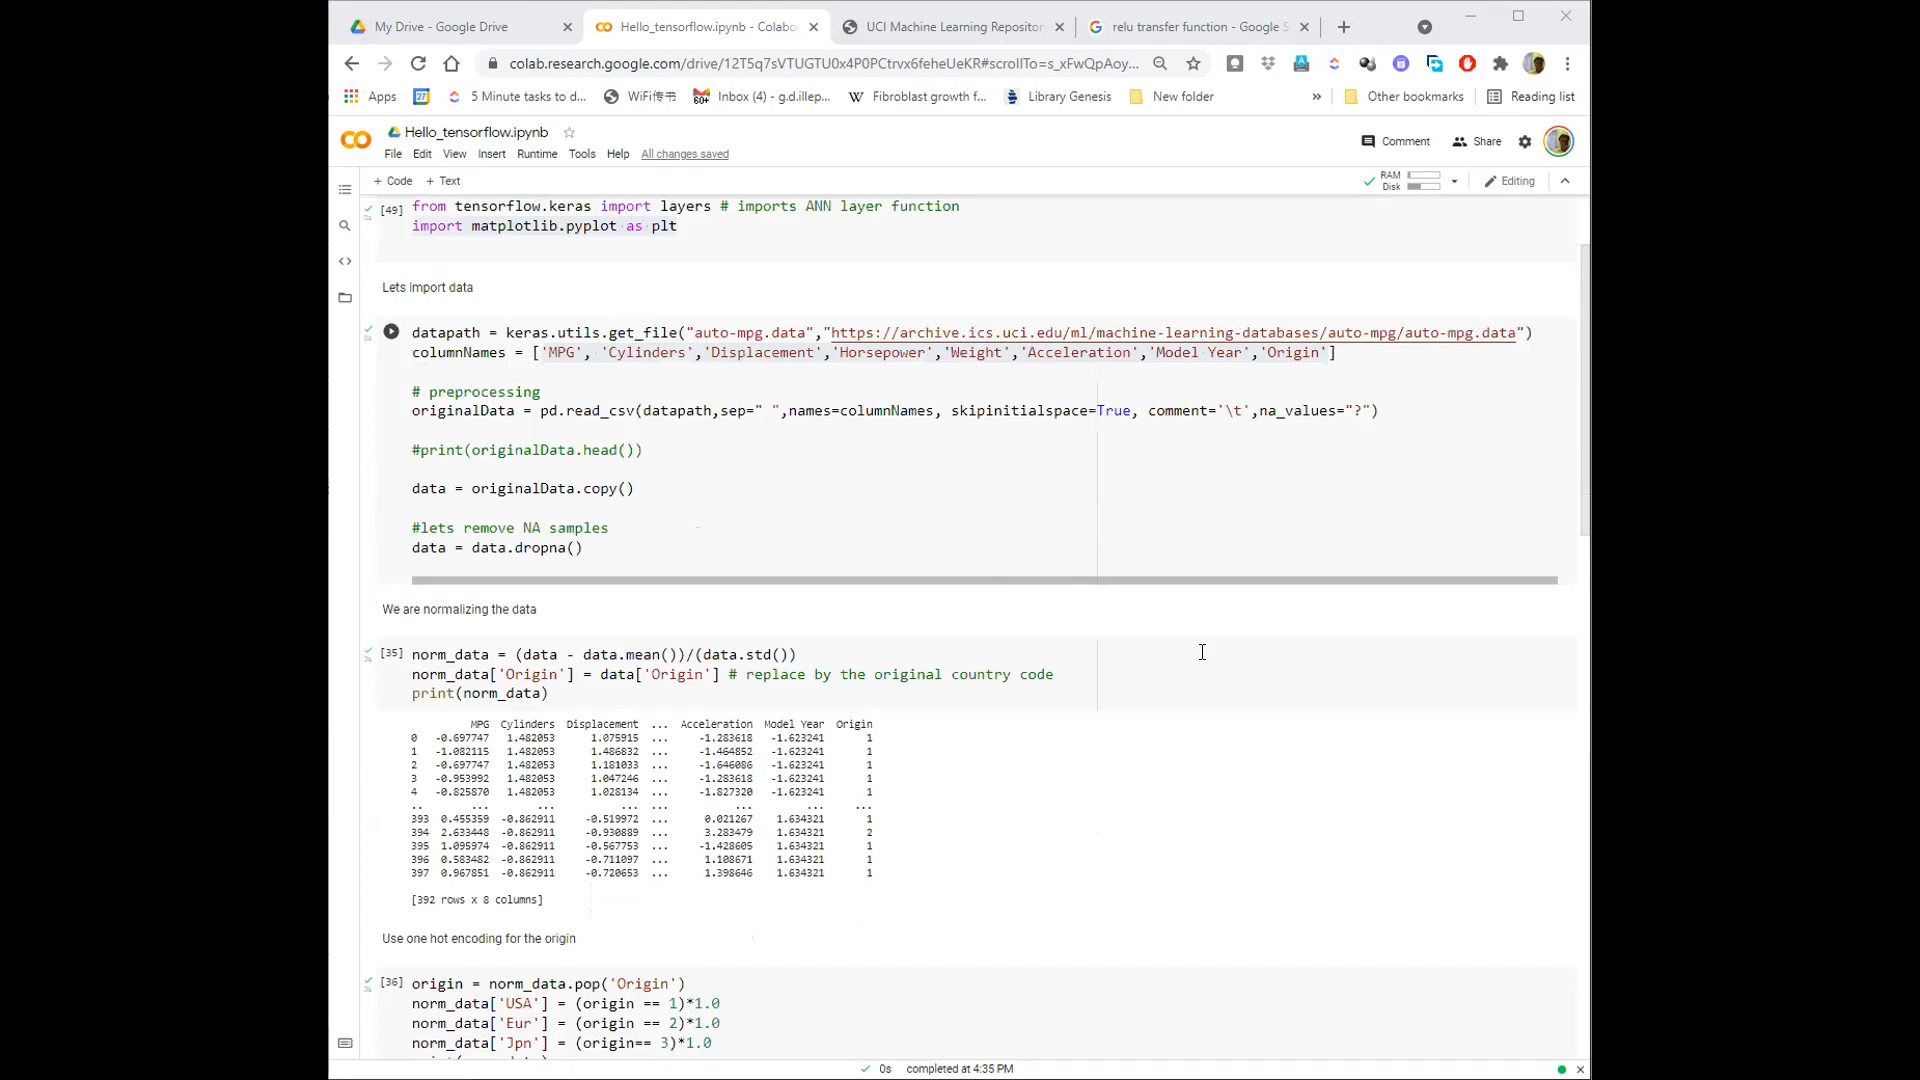 My Drive - Google Drive
Hello_tensorflow.ipynb - Colabo
UCI Machine Learning Repositor
relu transfer function - Google S
colab.research.google.com/drive/12T5q7sVTUGTU0x4P0PCtrvx6feheUeKR#scrollTo=s_xFwQpAoy...
Apps
27
5 Minute tasks to d...
WiFi传书
60+
Inbox (4) - g.d.illep...
Fibroblast growth f...
Library Genesis
New folder
»
Other bookmarks
Reading list
Hello_tensorflow.ipynb
Comment
Share
File Edit View Insert Runtime Tools Help All changes saved
+ Code + Text
RAM
Disk
Editing
[49] from tensorflow.keras import layers # imports ANN layer function
import matplotlib.pyplot as plt
Lets import data
datapath = keras.utils.get_file("auto-mpg.data","https://archive.ics.uci.edu/ml/machine-learning-databases/auto-mpg/auto-mpg.data")
columnNames = ['MPG', 'Cylinders','Displacement','Horsepower','Weight','Acceleration','Model Year','Origin']
# preprocessing
originalData = pd.read_csv(datapath,sep=" ",names=columnNames, skipinitialspace=True, comment='\t',na_values="?")
#print(originalData.head())
data = originalData.copy()
#lets remove NA samples
data = data.dropna()
We are normalizing the data
[35] norm_data = (data - data.mean())/(data.std())
norm_data['Origin'] = data['Origin'] # replace by the original country code
print(norm_data)
MPG Cylinders Displacement ... Acceleration Model Year Origin
0 -0.697747 1.482053 1.075915 ... -1.283618 -1.623241 1
1 -1.082115 1.482053 1.486832 ... -1.464852 -1.623241 1
2 -0.697747 1.482053 1.181033 ... -1.646086 -1.623241 1
3 -0.953992 1.482053 1.047246 ... -1.283618 -1.623241 1
4 -0.825870 1.482053 1.028134 ... -1.827320 -1.623241 1
.. ... ... ... ... ... ... ...
393 0.455359 -0.862911 -0.519972 ... 0.021267 1.634321 1
394 2.633448 -0.862911 -0.930889 ... 3.283479 1.634321 2
395 1.095974 -0.862911 -0.567753 ... -1.428605 1.634321 1
396 0.583482 -0.862911 -0.711097 ... 1.108671 1.634321 1
397 0.967851 -0.862911 -0.720653 ... 1.398646 1.634321 1
[392 rows x 8 columns]
Use one hot encoding for the origin
[36] origin = norm_data.pop('Origin')
norm_data['USA'] = (origin == 1)*1.0
norm_data['Eur'] = (origin == 2)*1.0
norm_data['Jpn'] = (origin== 3)*1.0
0s completed at 4:35 PM